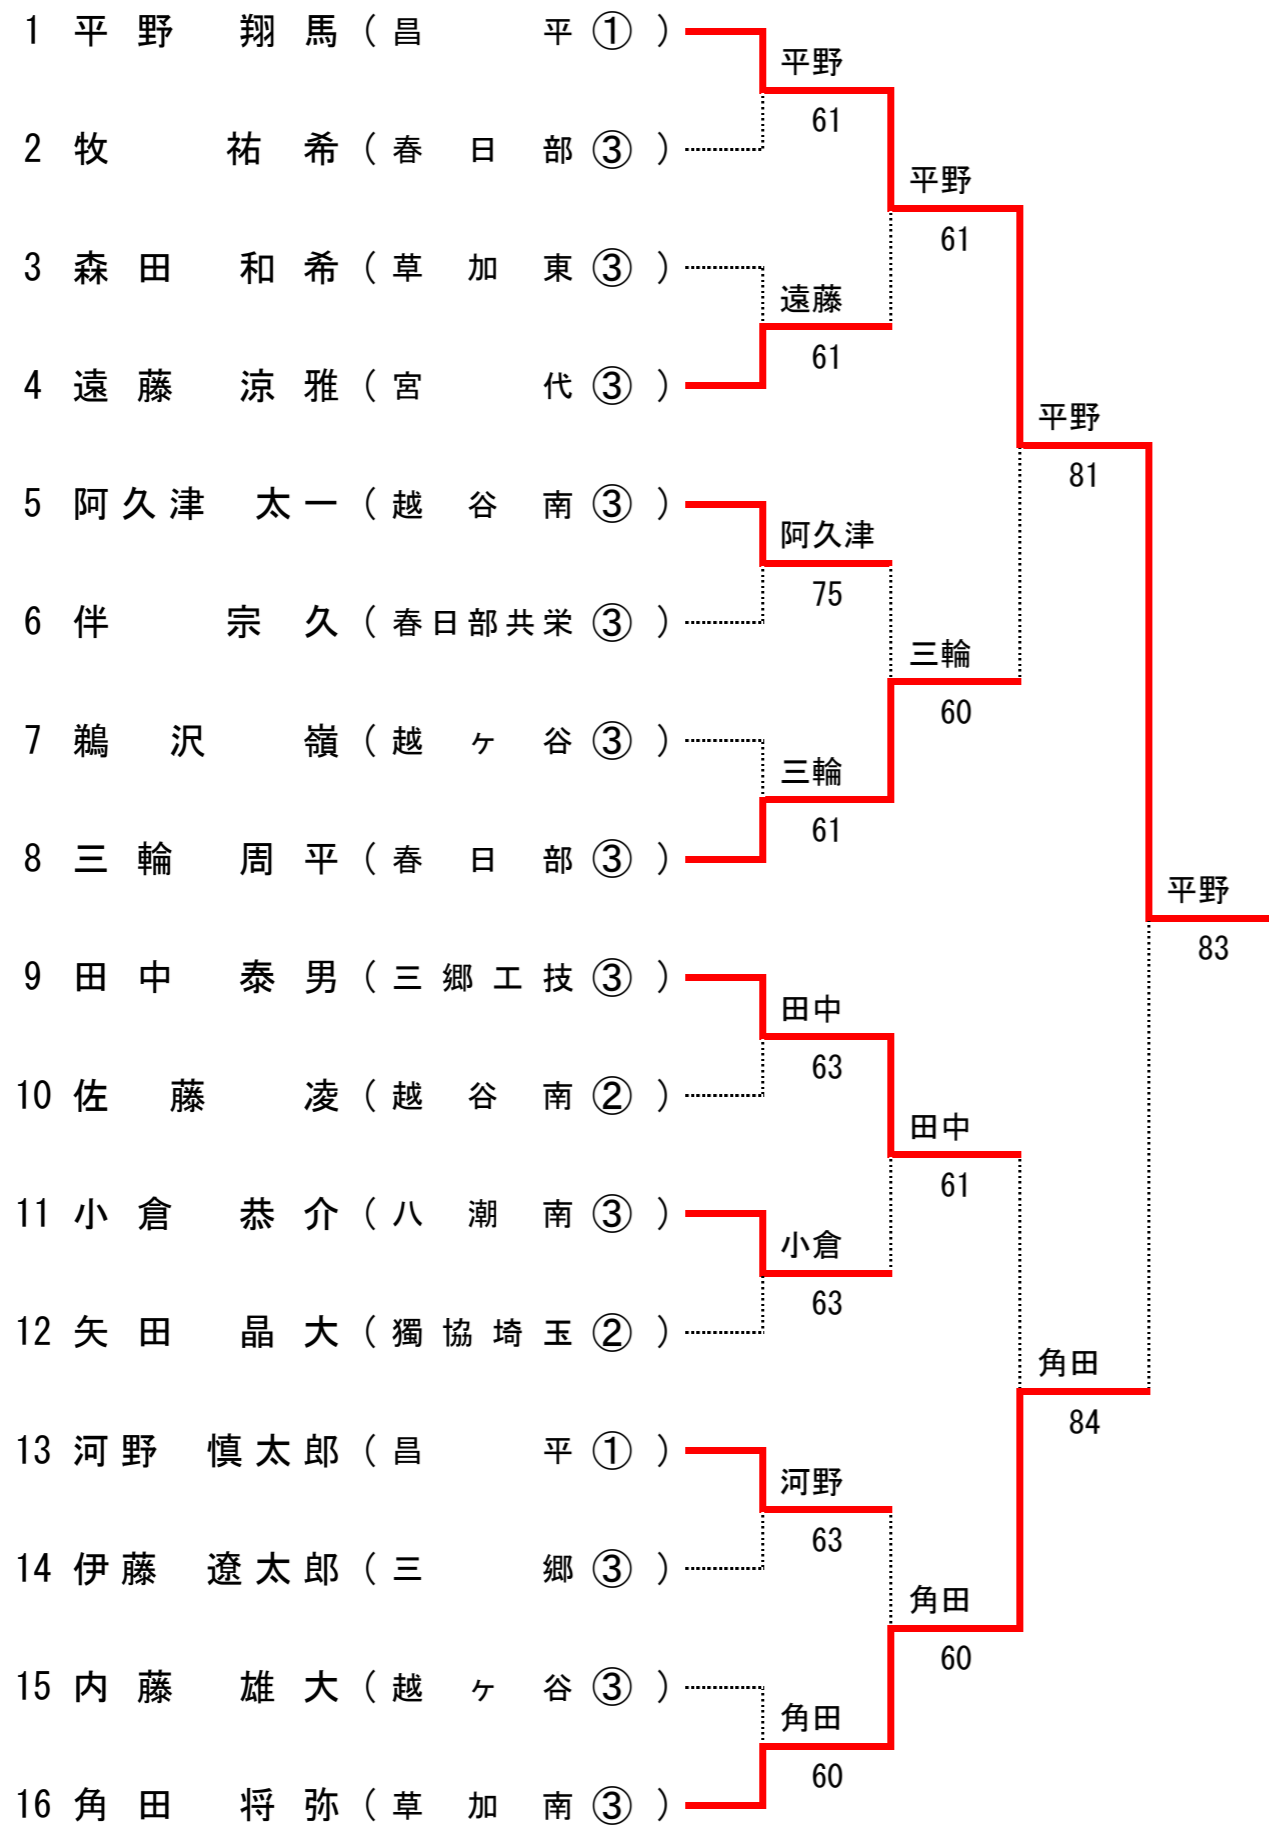 1 平野 翔馬 ( 昌平 ① )
平野
61
2 牧 祐希 ( 春日部 ③ )
平野
61
3 森田 和希 ( 草加東 ③ )
遠藤
61
4 遠藤 涼雅 ( 宮代 ③ )
平野
81
5 阿久津 太一 ( 越谷南 ③ )
阿久津
75
6 伴 宗久 ( 春日部共栄 ③ )
三輪
60
7 鵜沢 嶺 ( 越ヶ谷 ③ )
三輪
61
8 三輪 周平 ( 春日部 ③ )
平野
83
9 田中 泰男 ( 三郷工技 ③ )
田中
63
10 佐藤 凌 ( 越谷南 ② )
田中
61
11 小倉 恭介 ( 八潮南 ③ )
小倉
63
12 矢田 晶大 ( 獨協埼玉 ② )
角田
84
13 河野 慎太郎 ( 昌平 ① )
河野
63
14 伊藤 遼太郎 ( 三郷 ③ )
角田
60
15 内藤 雄大 ( 越ヶ谷 ③ )
角田
60
16 角田 将弥 ( 草加南 ③ )